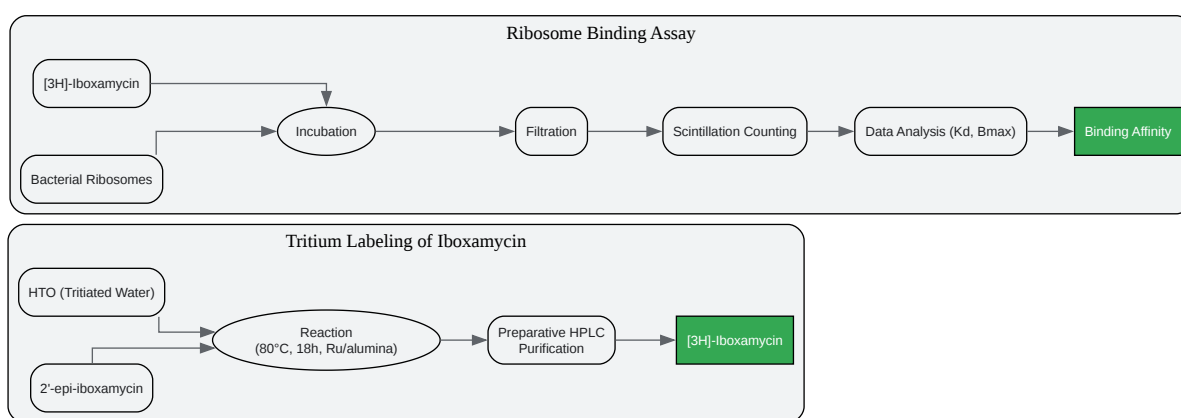 Ribosome Binding Assay
[3H]-Iboxamycin
Bacterial Ribosomes
Incubation
Filtration
Scintillation Counting
Data Analysis (Kd, Bmax)
Binding Affinity
Tritium Labeling of Iboxamycin
HTO (Tritiated Water)
2'-epi-iboxamycin
Reaction
(80°C, 18h, Ru/alumina)
Preparative HPLC
Purification
[3H]-Iboxamycin